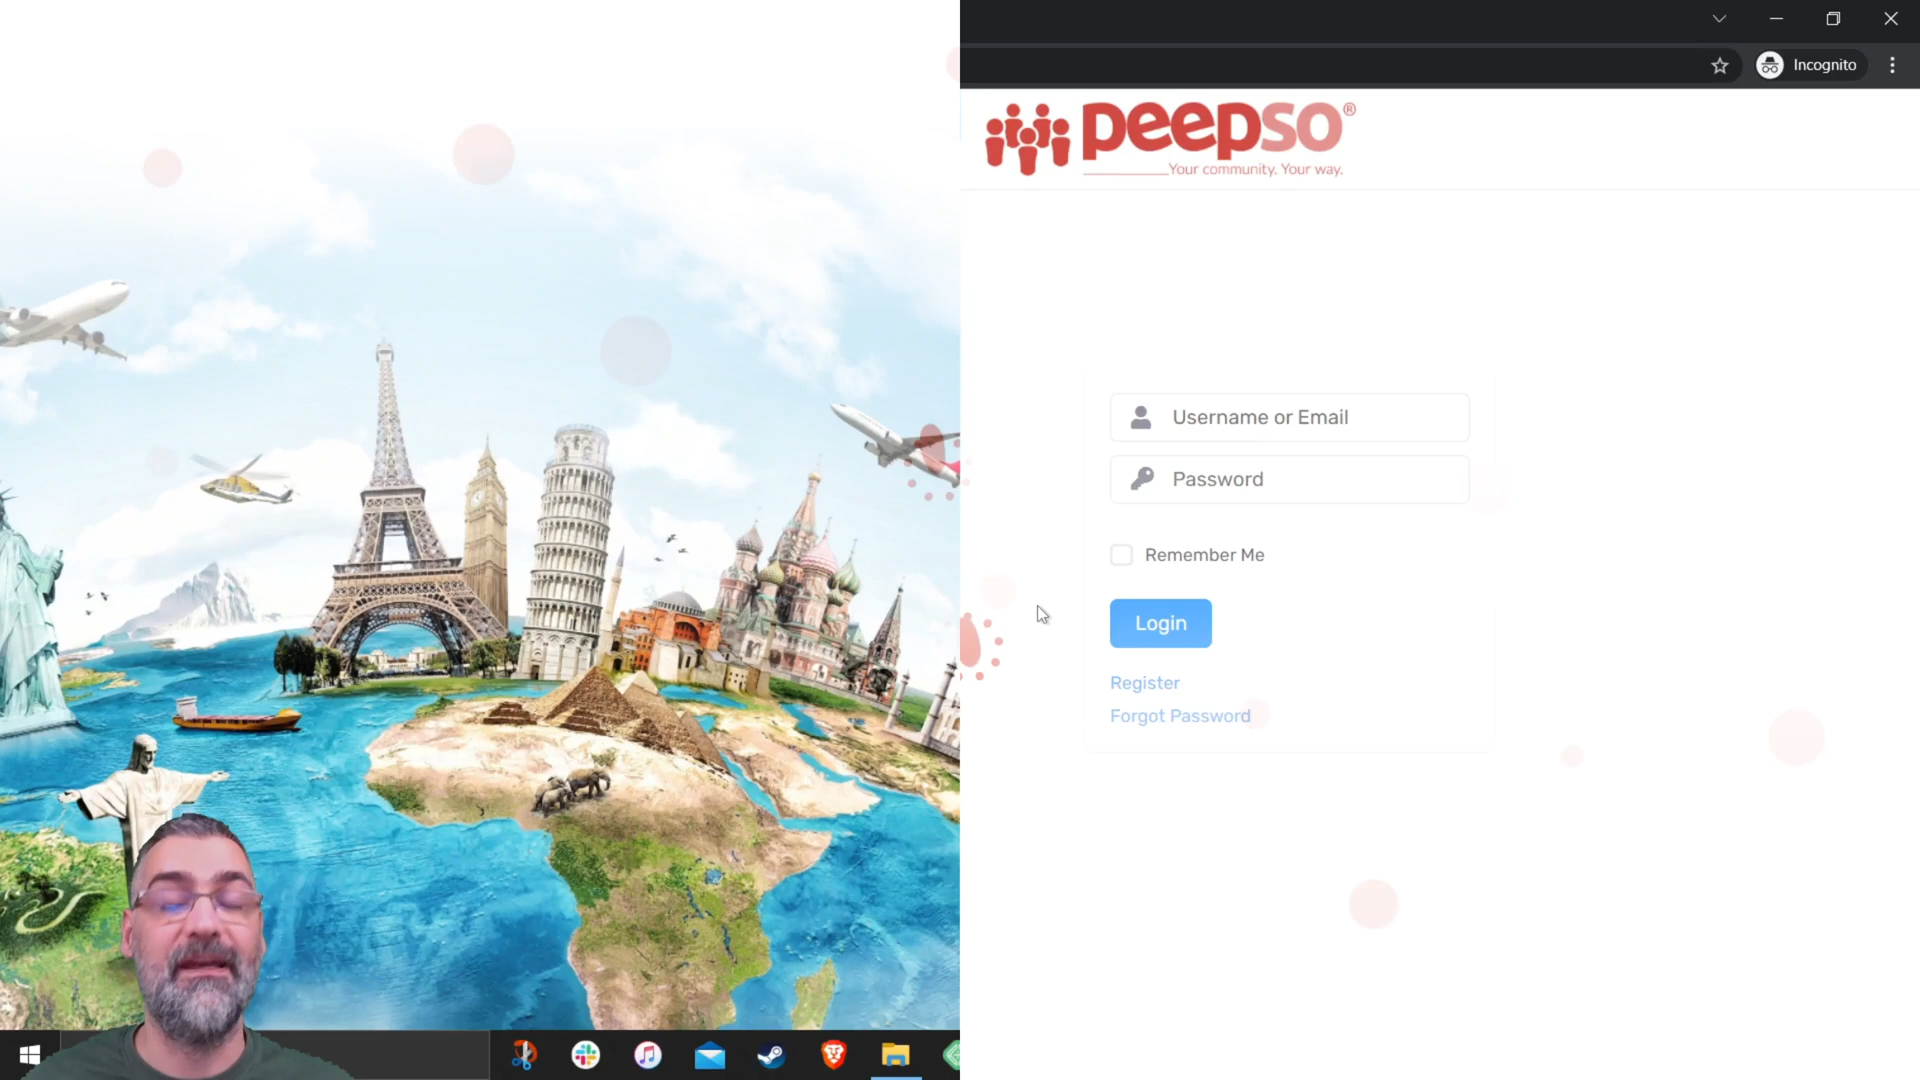 Incognito
peepso®
Your community. Your way.
Username or Email
Password
Remember Me
Login
Register
Forgot Password